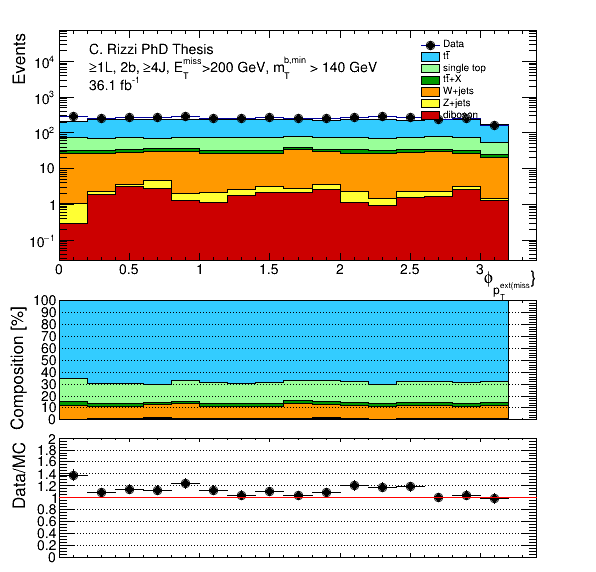 C. Rizzi PhD Thesis
≥1L, 2b, ≥4J, E_T^miss>200 GeV, m_T^b,min > 140 GeV
36.1 fb^-1
Data
tt̄
single top
tt̄+X
W+jets
Z+jets
diboson
Events
10^4
10^3
10^2
10
1
10^-1
0 0.5 1 1.5 2 2.5 3
ϕ_p_T^ext(miss}
Composition [%]
100
90
80
70
60
50
40
30
20
10
0
Data/MC
2
1.8
1.6
1.4
1.2
1
0.8
0.6
0.4
0.2
0